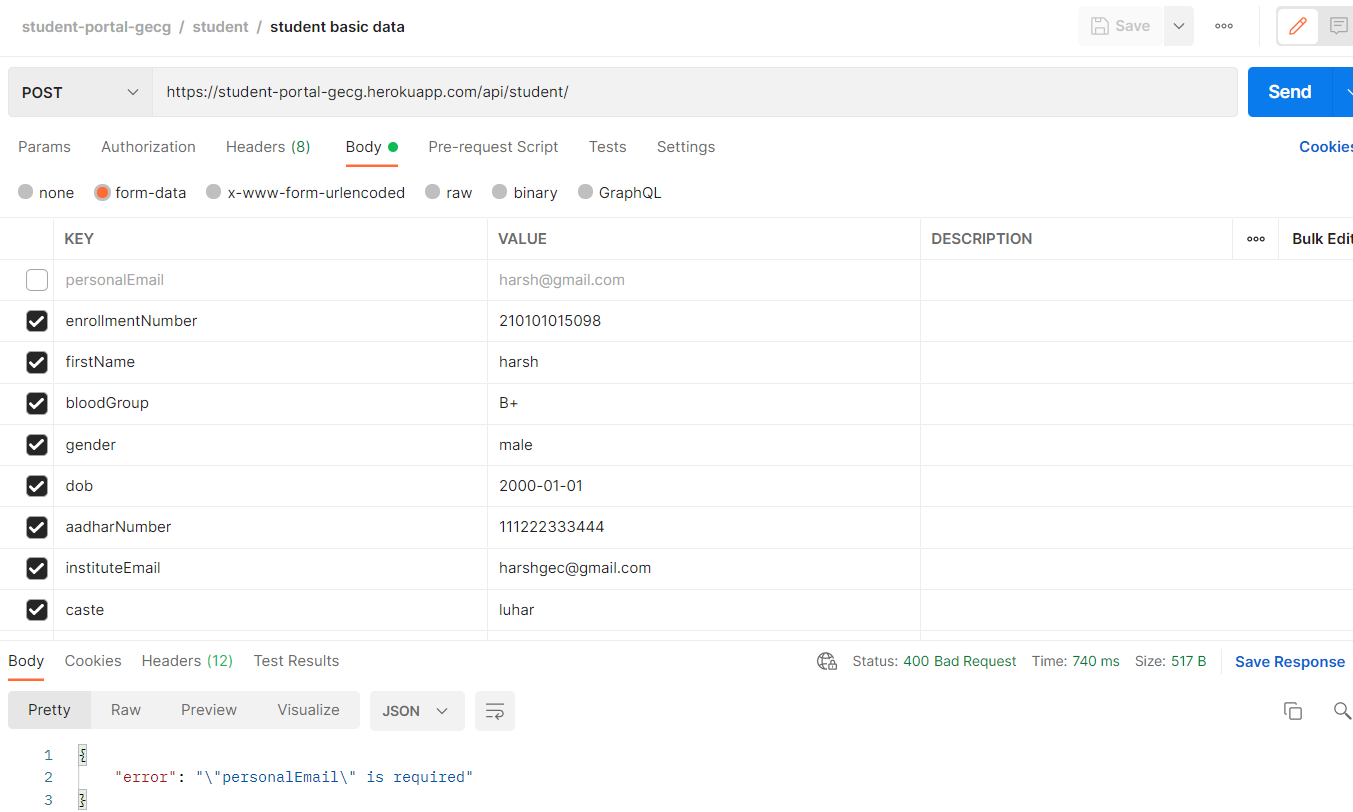 student-portal-gecg / student / student basic data
Save
POST
https://student-portal-gecg.herokuapp.com/api/student/
Send
Params Authorization Headers (8) Body Pre-request Script Tests Settings
Cookies
none form-data x-www-form-urlencoded raw binary GraphQL
KEY VALUE DESCRIPTION Bulk Edit
personalEmail harsh@gmail.com
enrollmentNumber 210101015098
firstName harsh
bloodGroup B+
gender male
dob 2000-01-01
aadharNumber 111222333444
instituteEmail harshgec@gmail.com
caste luhar
Body Cookies Headers (12) Test Results Status: 400 Bad Request Time: 740 ms Size: 517 B Save Response
Pretty Raw Preview Visualize JSON
1 {
2 "error": "\"personalEmail\" is required"
3 }